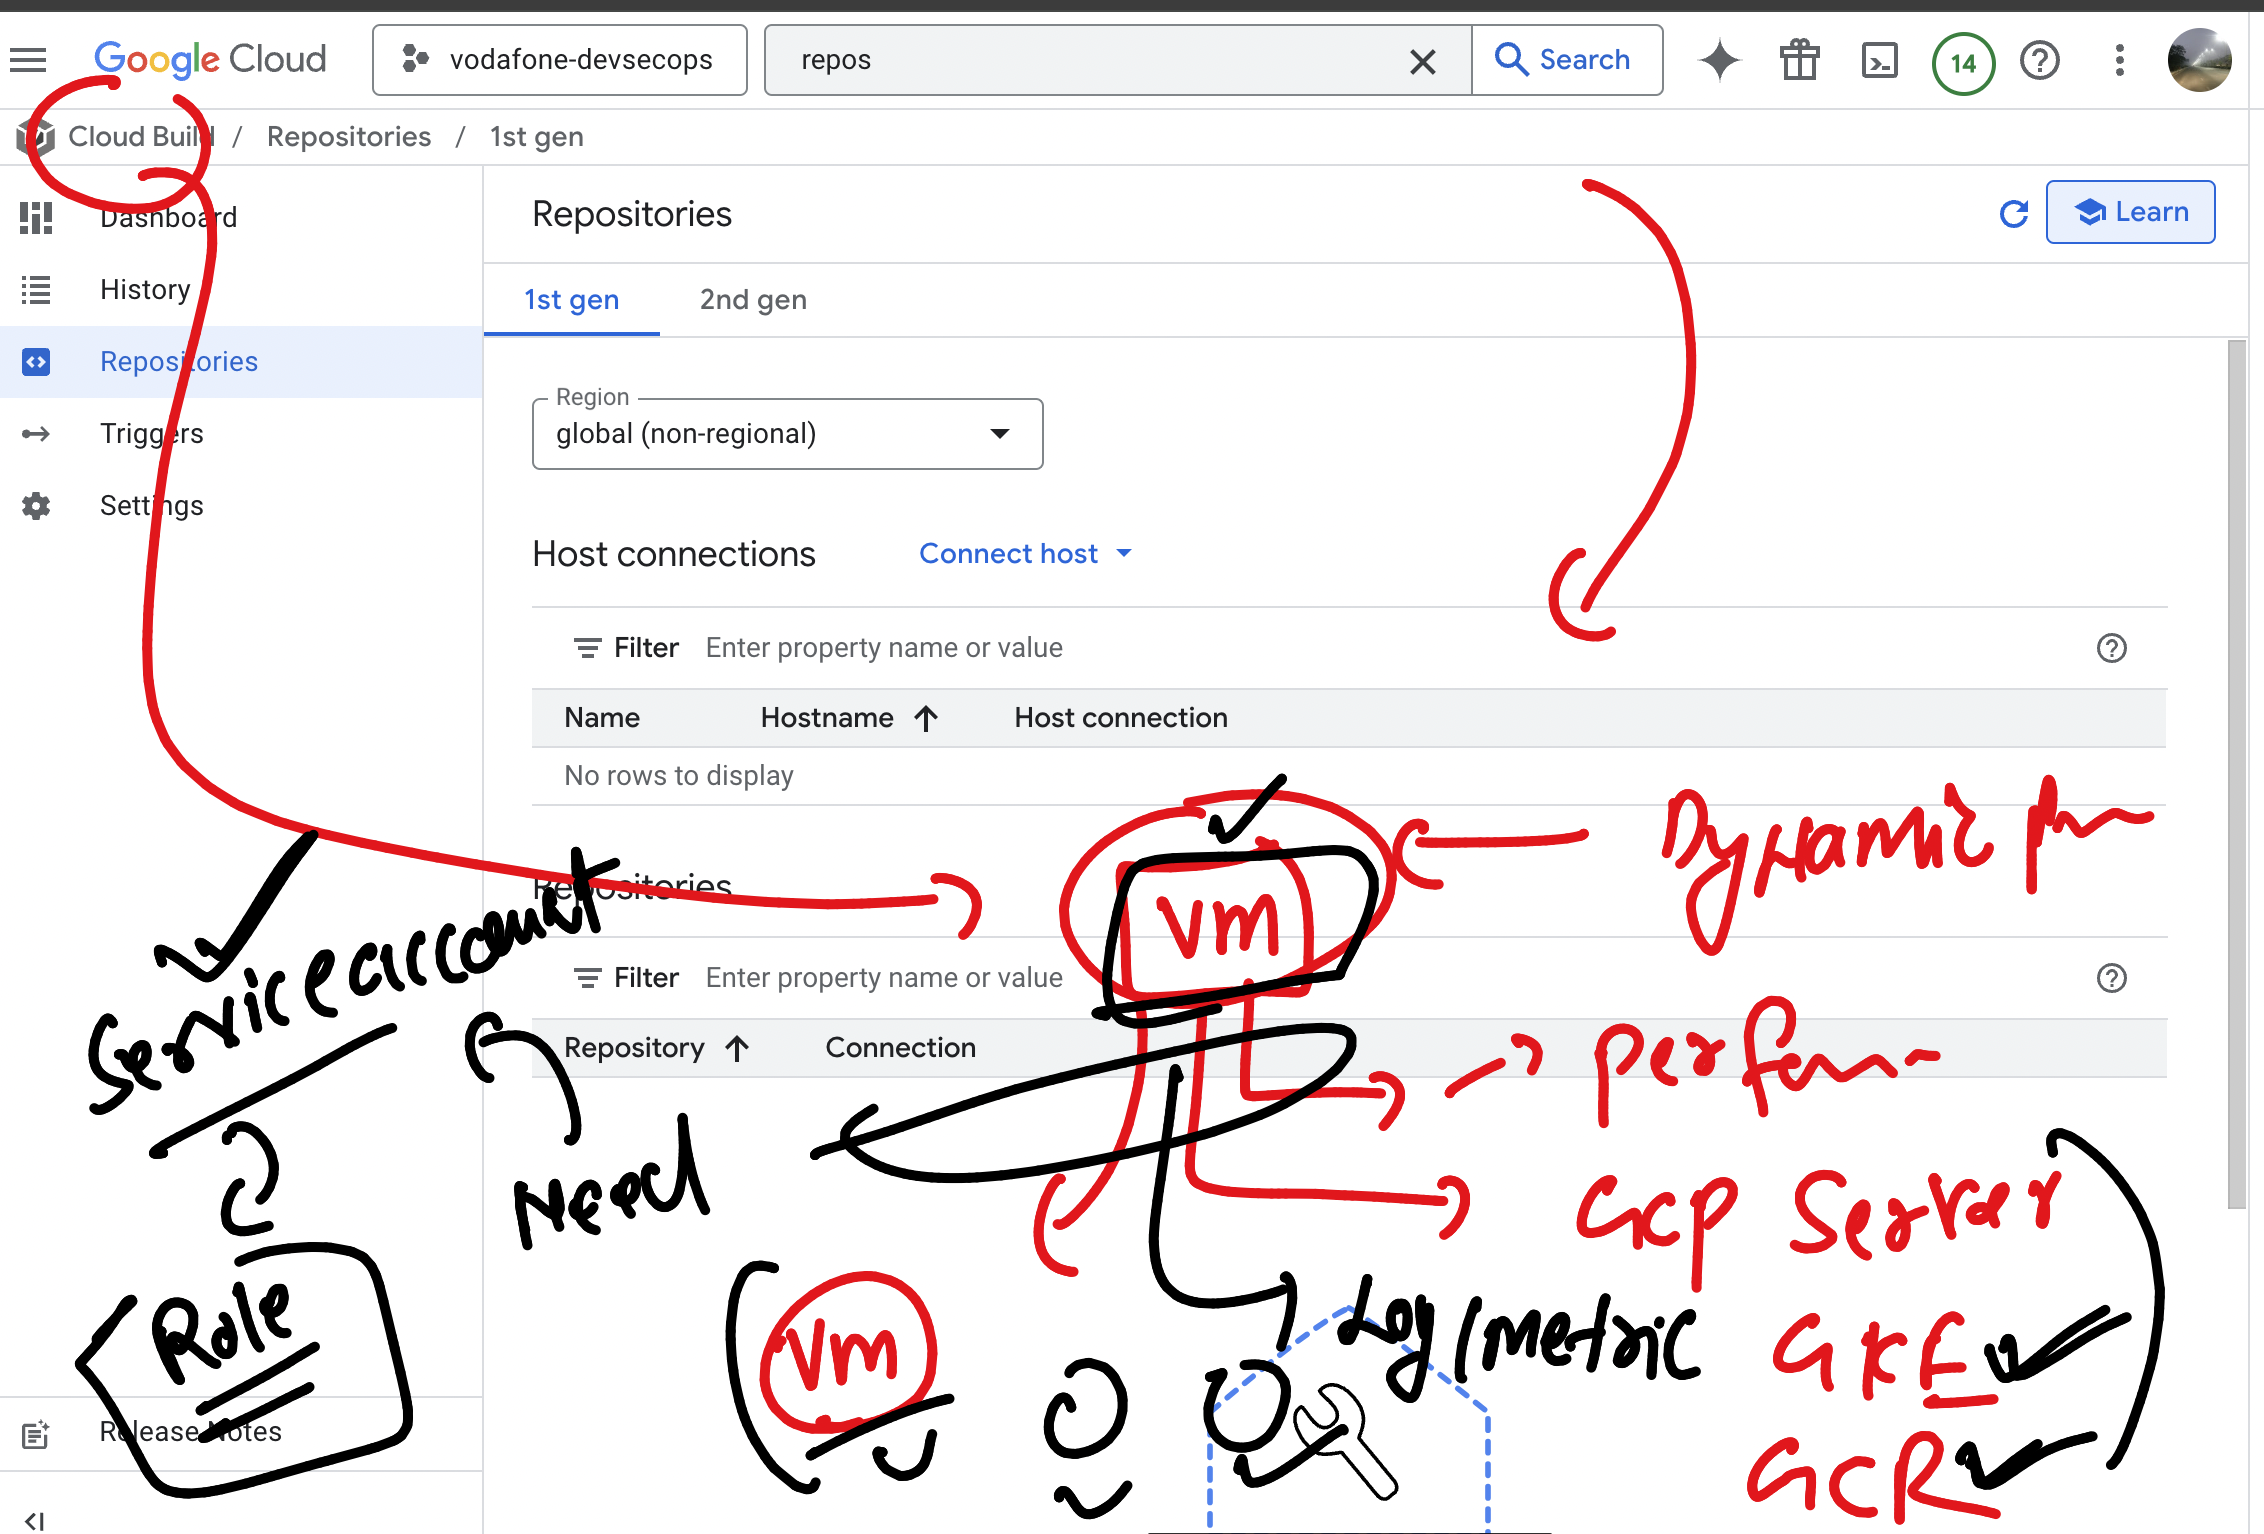 Google Cloud vodafone-devsecops repos Search 14
Cloud Build / Repositories / 1st gen
Dashboard
History
Repositories
Triggers
Settings
Release Notes
Repositories Learn
1st gen 2nd gen
Region
global (non-regional)
Host connections Connect host
Filter Enter property name or value
Name Hostname Host connection
No rows to display
Repositories
Filter Enter property name or value
Repository Connection
Dynamic
VM
Service account
Need
Role
GCP Server
Log/metric
VM
GKE
GCR